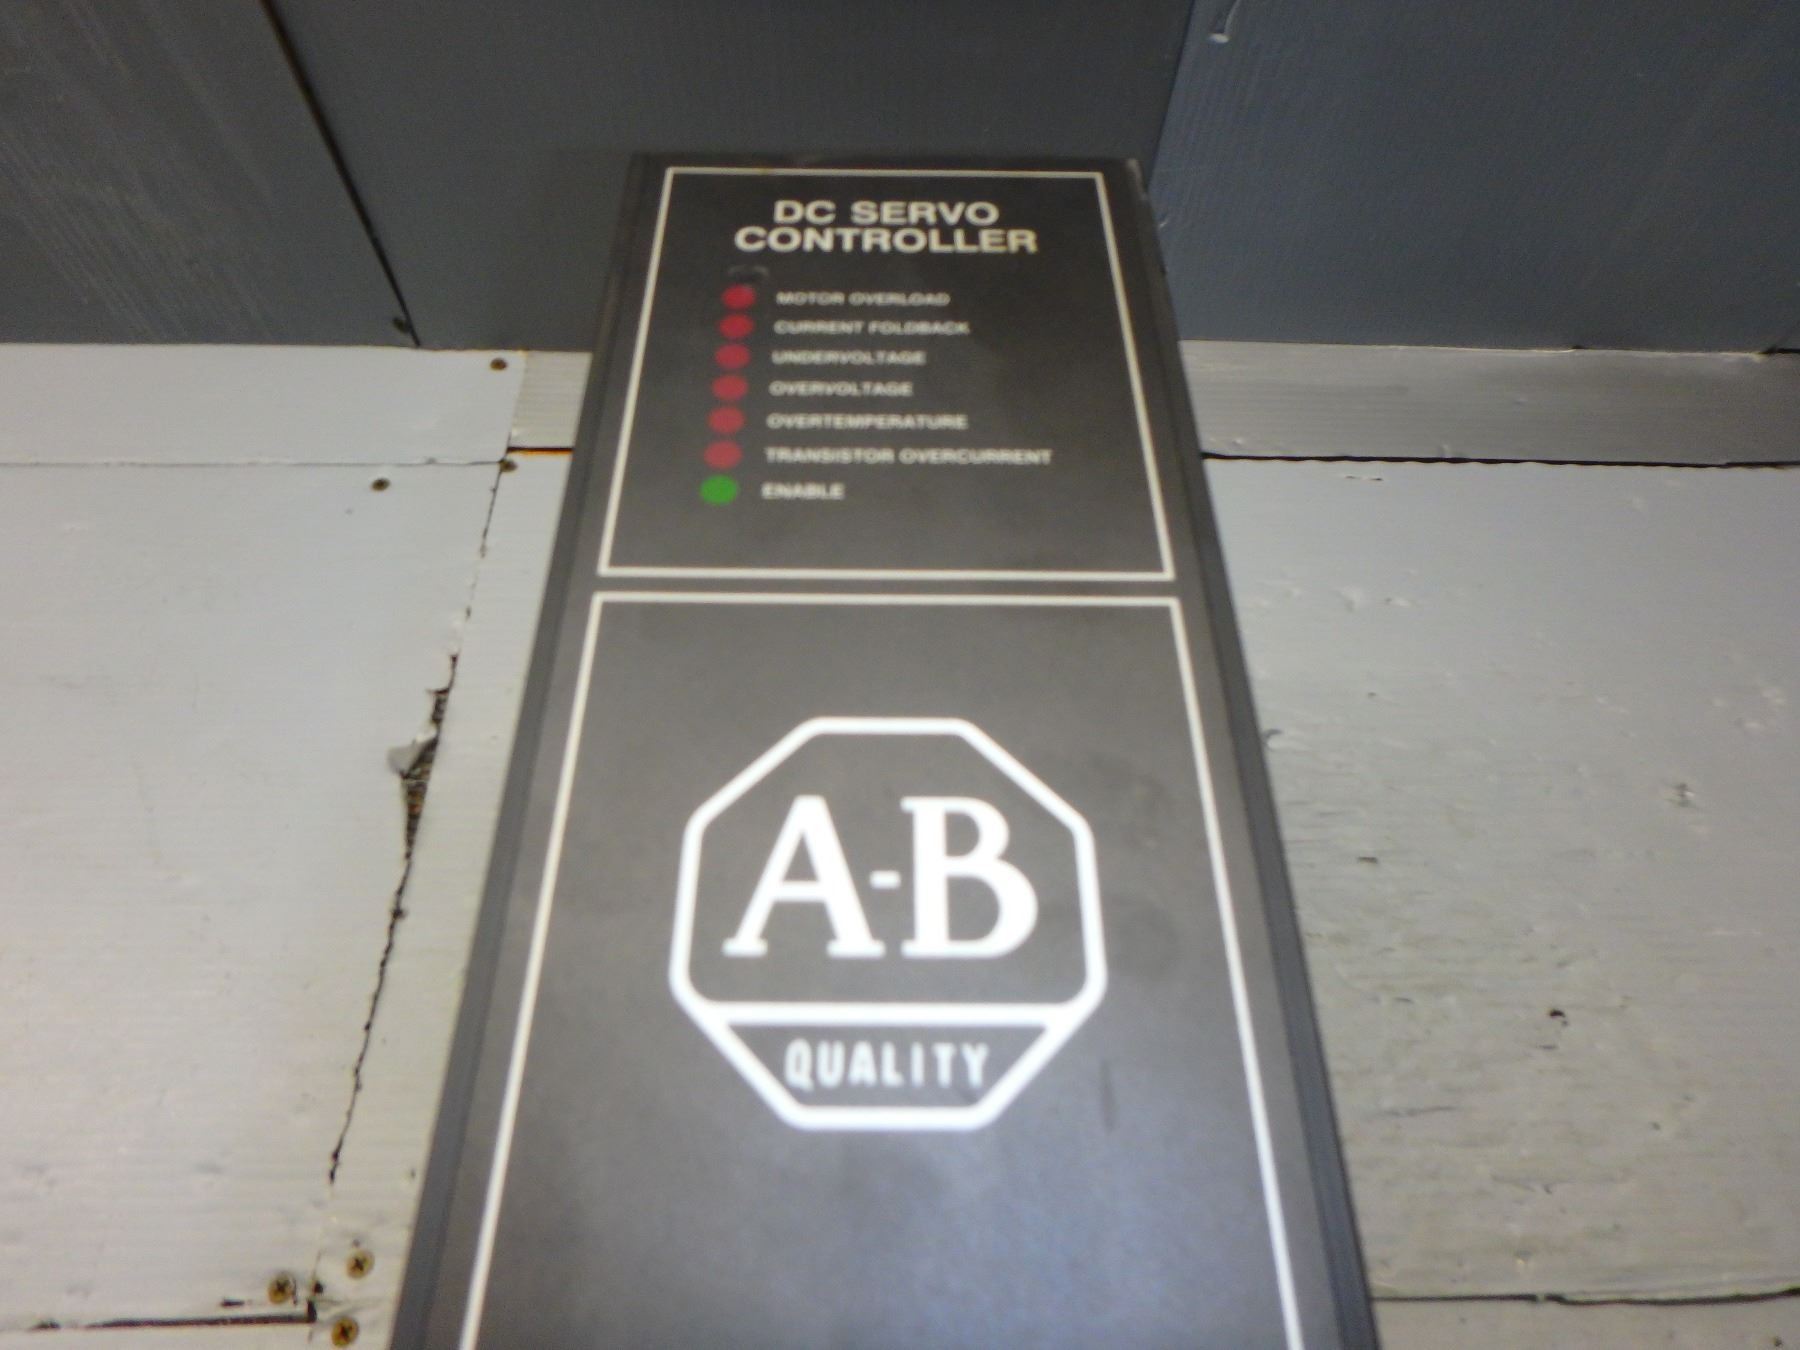 DC SERVO
CONTROLLER
MOTOR OVERLOAD
CURRENT FOLDBACK
UNDERVOLTAGE
OVERVOLTAGE
OVERTEMPERATURE
TRANSISTOR OVERCURRENT
ENABLE
A-B
QUALITY